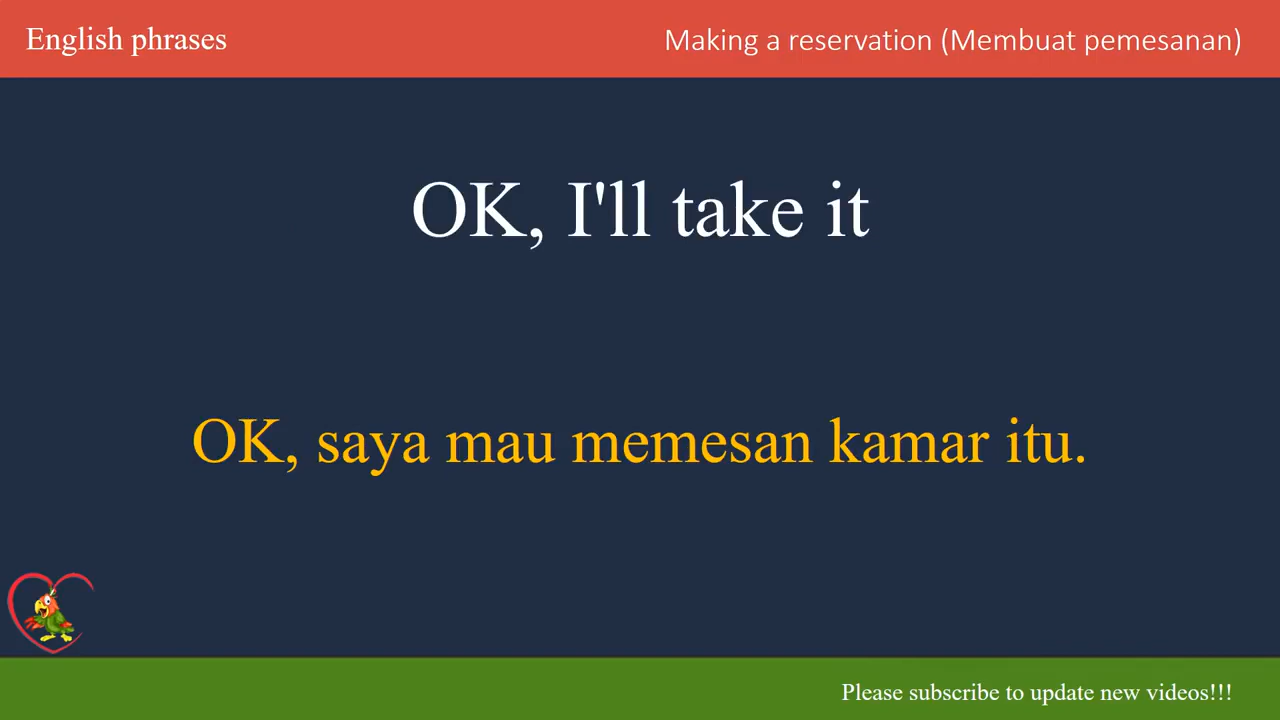 English phrases
Making a reservation (Membuat pemesanan)
OK, I'll take it
OK, saya mau memesan kamar itu.
Please subscribe to update new videos!!!